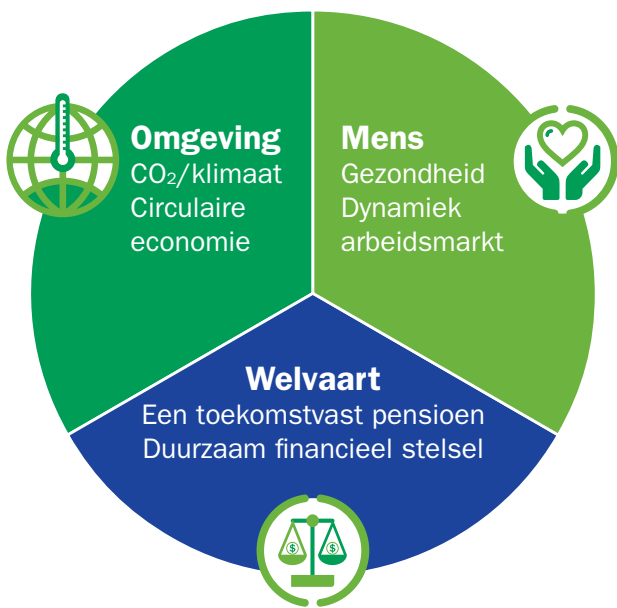 Omgeving
CO₂/klimaat
Circulaire
economie
Mens
Gezondheid
Dynamiek
arbeidsmarkt
Welvaart
Een toekomstvast pensioen
Duurzaam financieel stelsel
$ $